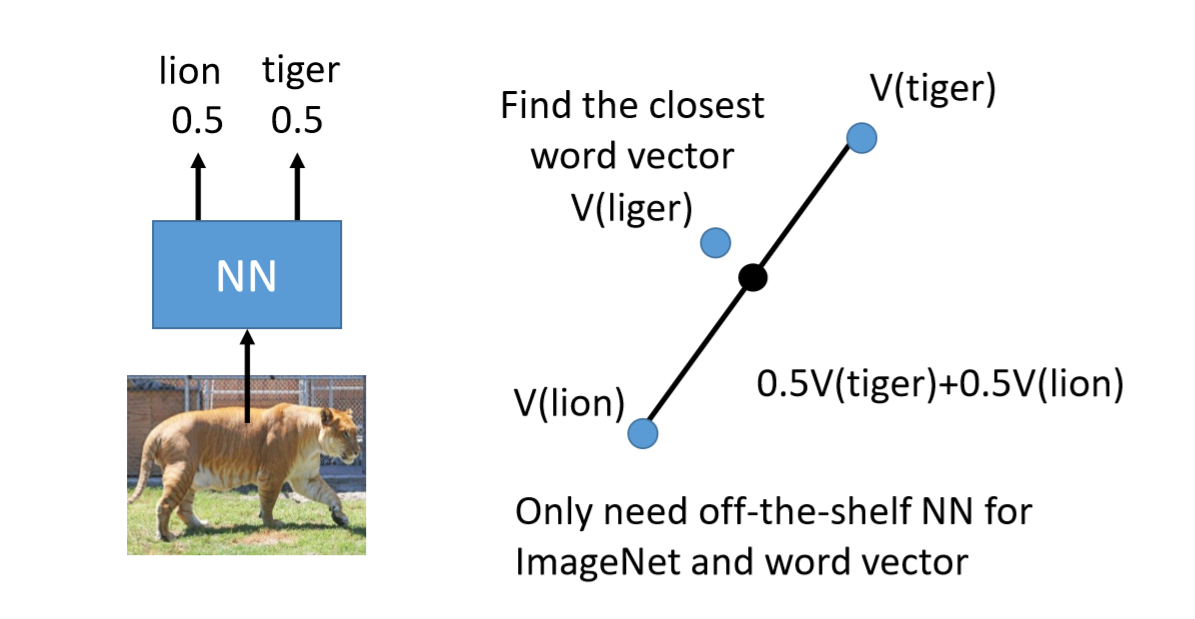 lion tiger
0.5 0.5
NN
Find the closest
word vector
V(liger)
V(tiger)
V(lion)
0.5V(tiger)+0.5V(lion)
Only need off-the-shelf NN for
ImageNet and word vector